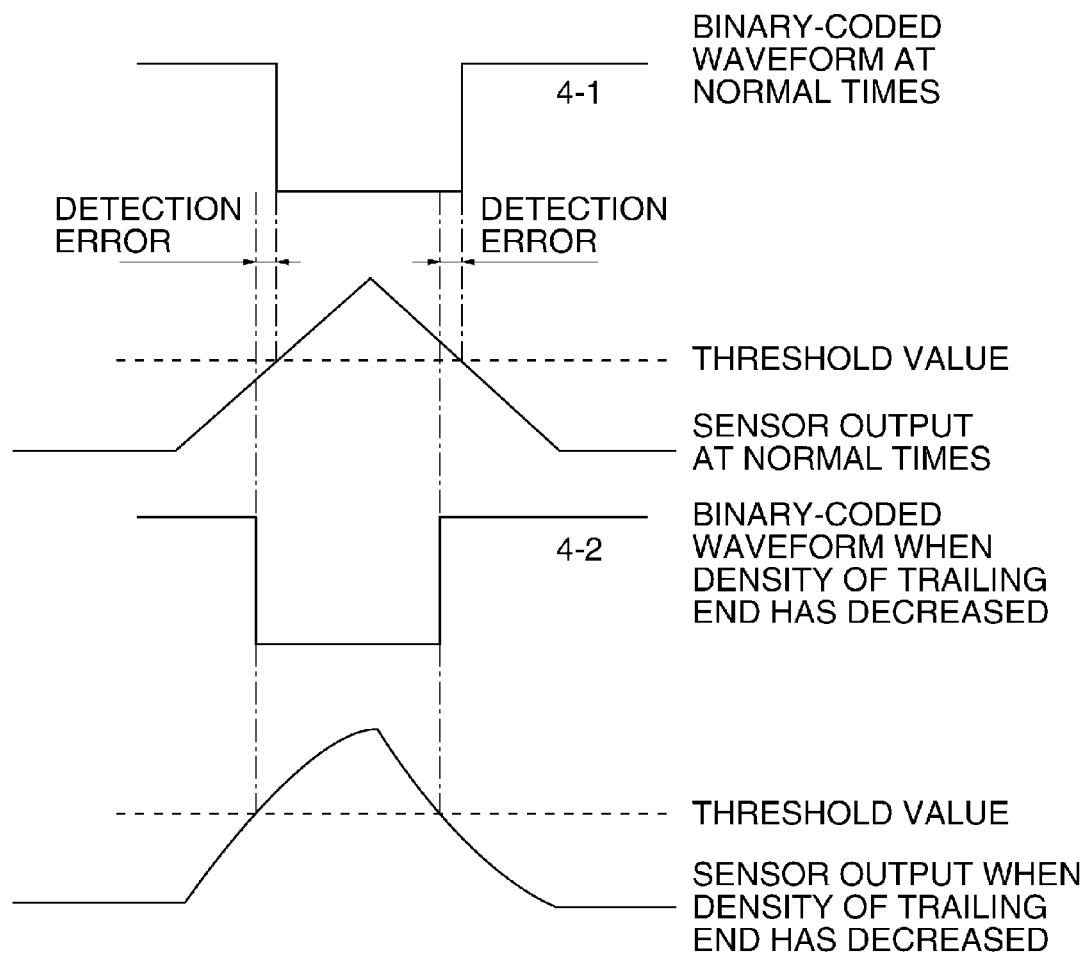 BINARY-CODED
WAVEFORM AT
NORMAL TIMES
4-1
DETECTION
ERROR
DETECTION
ERROR
THRESHOLD VALUE
SENSOR OUTPUT
AT NORMAL TIMES
BINARY-CODED
WAVEFORM WHEN
DENSITY OF TRAILING
END HAS DECREASED
4-2
THRESHOLD VALUE
SENSOR OUTPUT WHEN
DENSITY OF TRAILING
END HAS DECREASED